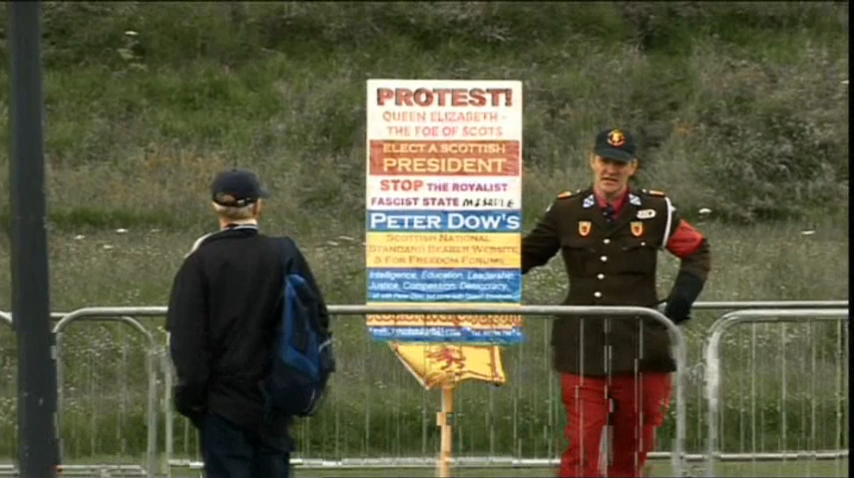 PROTEST!
QUEEN ELIZABETH -
THE FOE OF SCOTS
ELECT A SCOTTISH
PRESIDENT
STOP THE ROYALIST
FASCIST STATE
PETER DOW'S
SCOTTISH NATIONAL
STANDARD BEARER WEBSITE
& FOR FREEDOM FORUMS
Intelligence, Education, Leadership,
Justice, Compassion, Democracy,